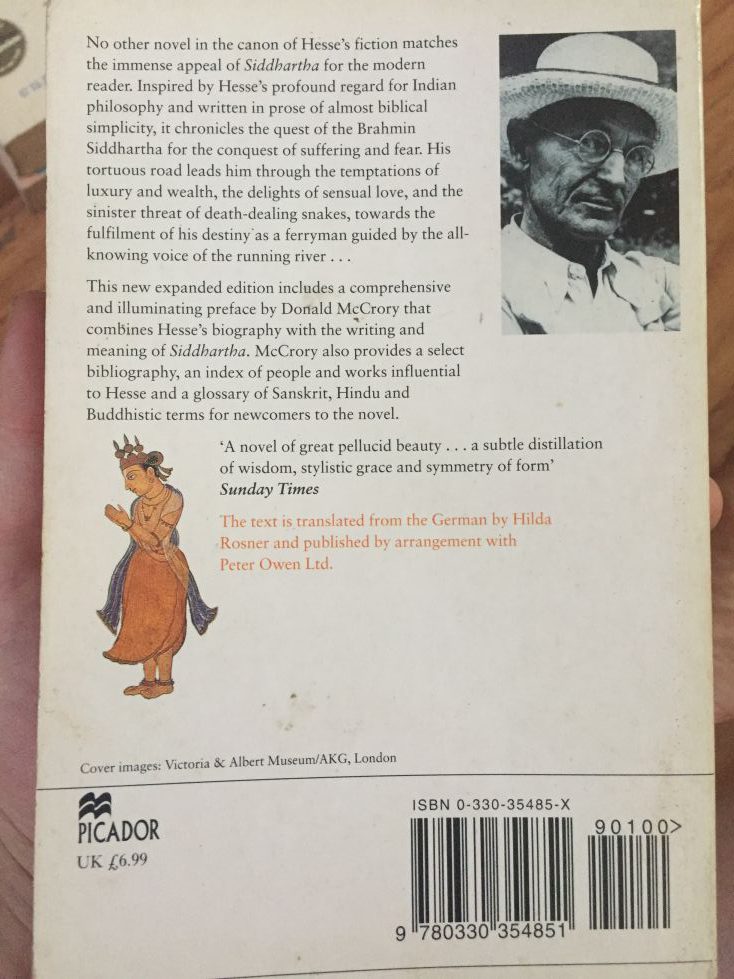 No other novel in the canon of Hesse's fiction matches
the immense appeal of Siddhartha for the modern
reader. Inspired by Hesse's profound regard for Indian
philosophy and written in prose of almost biblical
simplicity, it chronicles the quest of the Brahmin
Siddhartha for the conquest of suffering and fear. His
tortuous road leads him through the temptations of
luxury and wealth, the delights of sensual love, and the
sinister threat of death-dealing snakes, towards the
fulfilment of his destiny as a ferryman guided by the all-
knowing voice of the running river . . .
This new expanded edition includes a comprehensive
and illuminating preface by Donald McCrory that
combines Hesse's biography with the writing and
meaning of Siddhartha. McCrory also provides a select
bibliography, an index of people and works influential
to Hesse and a glossary of Sanskrit, Hindu and
Buddhistic terms for newcomers to the novel.
'A novel of great pellucid beauty . . . a subtle distillation
of wisdom, stylistic grace and symmetry of form'
Sunday Times
The text is translated from the German by Hilda
Rosner and published by arrangement with
Peter Owen Ltd.
Cover images: Victoria & Albert Museum/AKG, London
PICADOR
UK £6.99
ISBN 0-330-35485-X
90100>
9 780330 354851